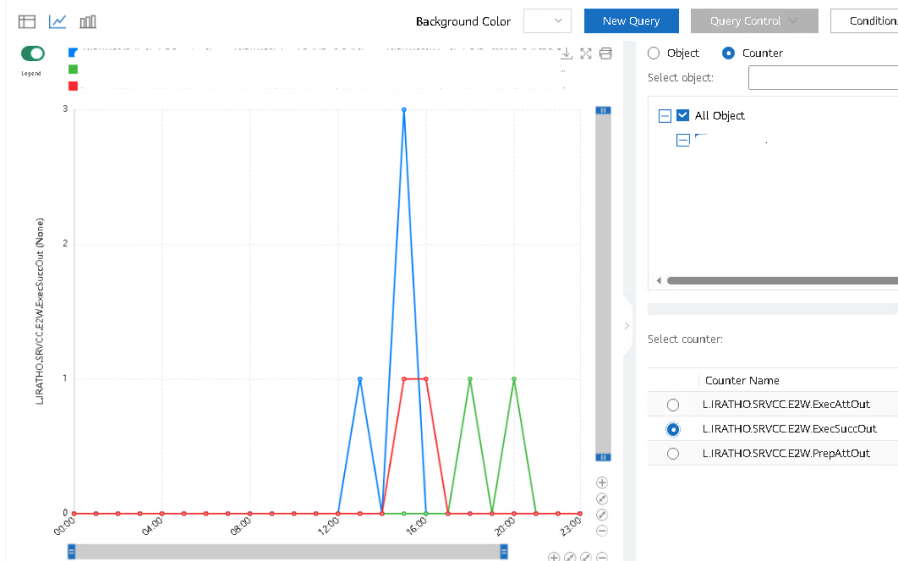 Background Color
New Query
Query Control
Condition
Legend
Object
Counter
Select object:
All Object
3
2
1
0
L.IRATHO.SRVCC.E2W.ExecSuccOut (None)
00:00
04:00
08:00
12:00
16:00
20:00
23:00
Select counter:
Counter Name
L.IRATHO.SRVCC.E2W.ExecAttOut
L.IRATHO.SRVCC.E2W.ExecSuccOut
L.IRATHO.SRVCC.E2W.PrepAttOut